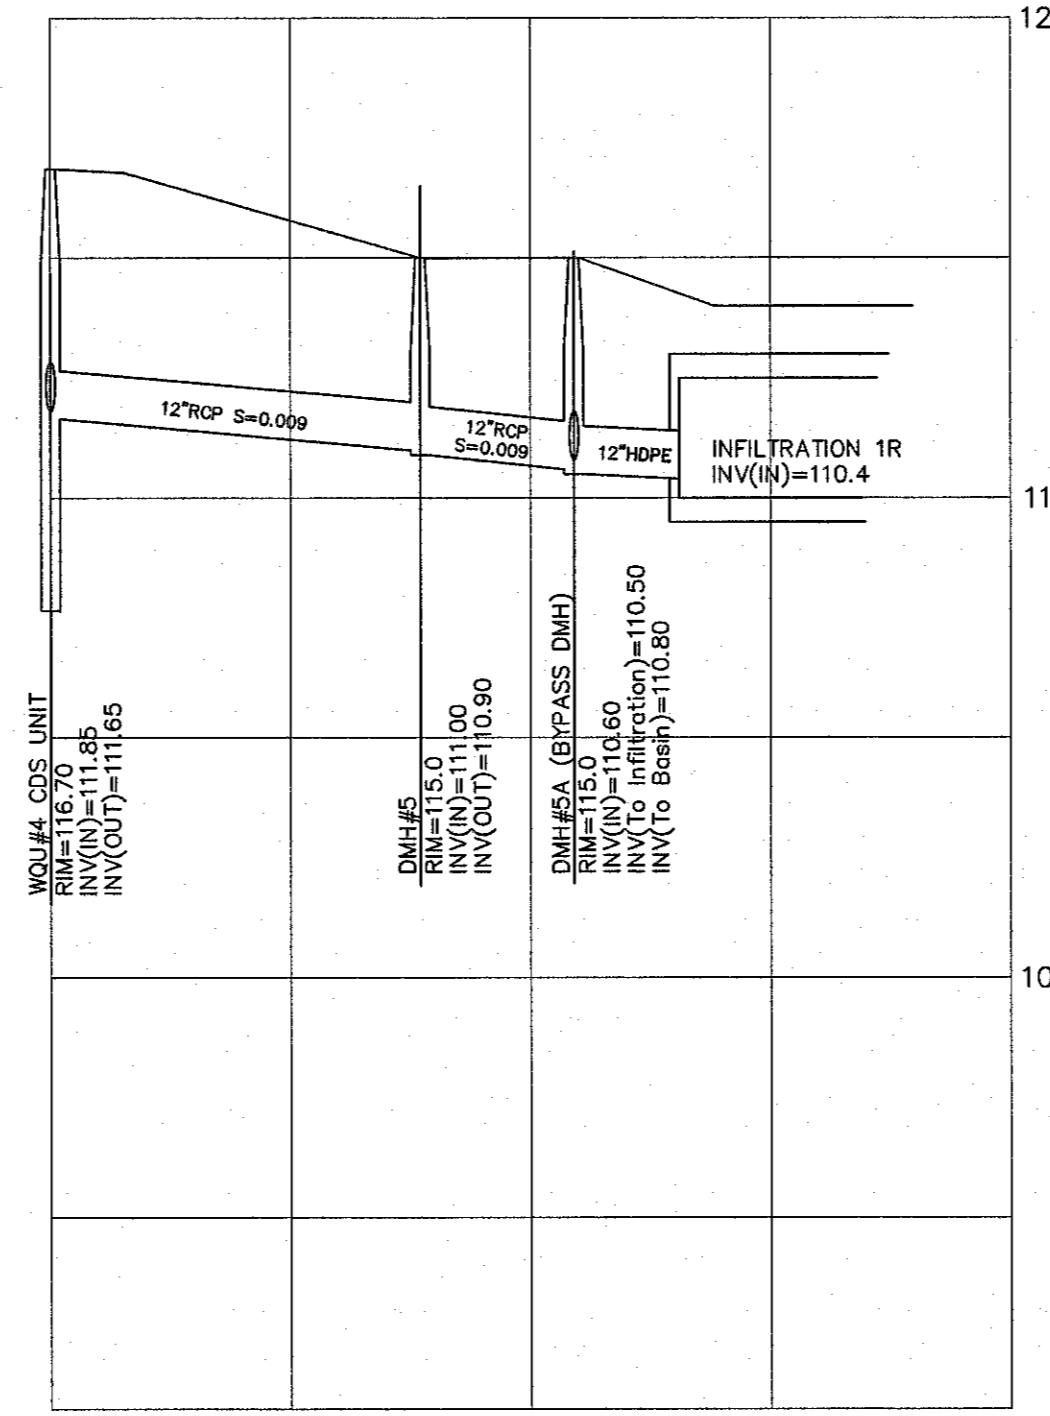 12
12"RCP S=0.009
12"RCP
S=0.009
12"HDPE
INFILTRATION 1R
INV(IN)=110.4
11
WQU#4 CDS UNIT
RIM=116.70
INV(IN)=111.85
INV(OUT)=111.65
DMH#5
RIM=115.0
INV(IN)=111.00
INV(OUT)=110.90
DMH#5A (BYPASS DMH)
RIM=115.0
INV(IN)=110.60
INV(To Infiltration)=110.50
INV(To Basin)=110.80
10